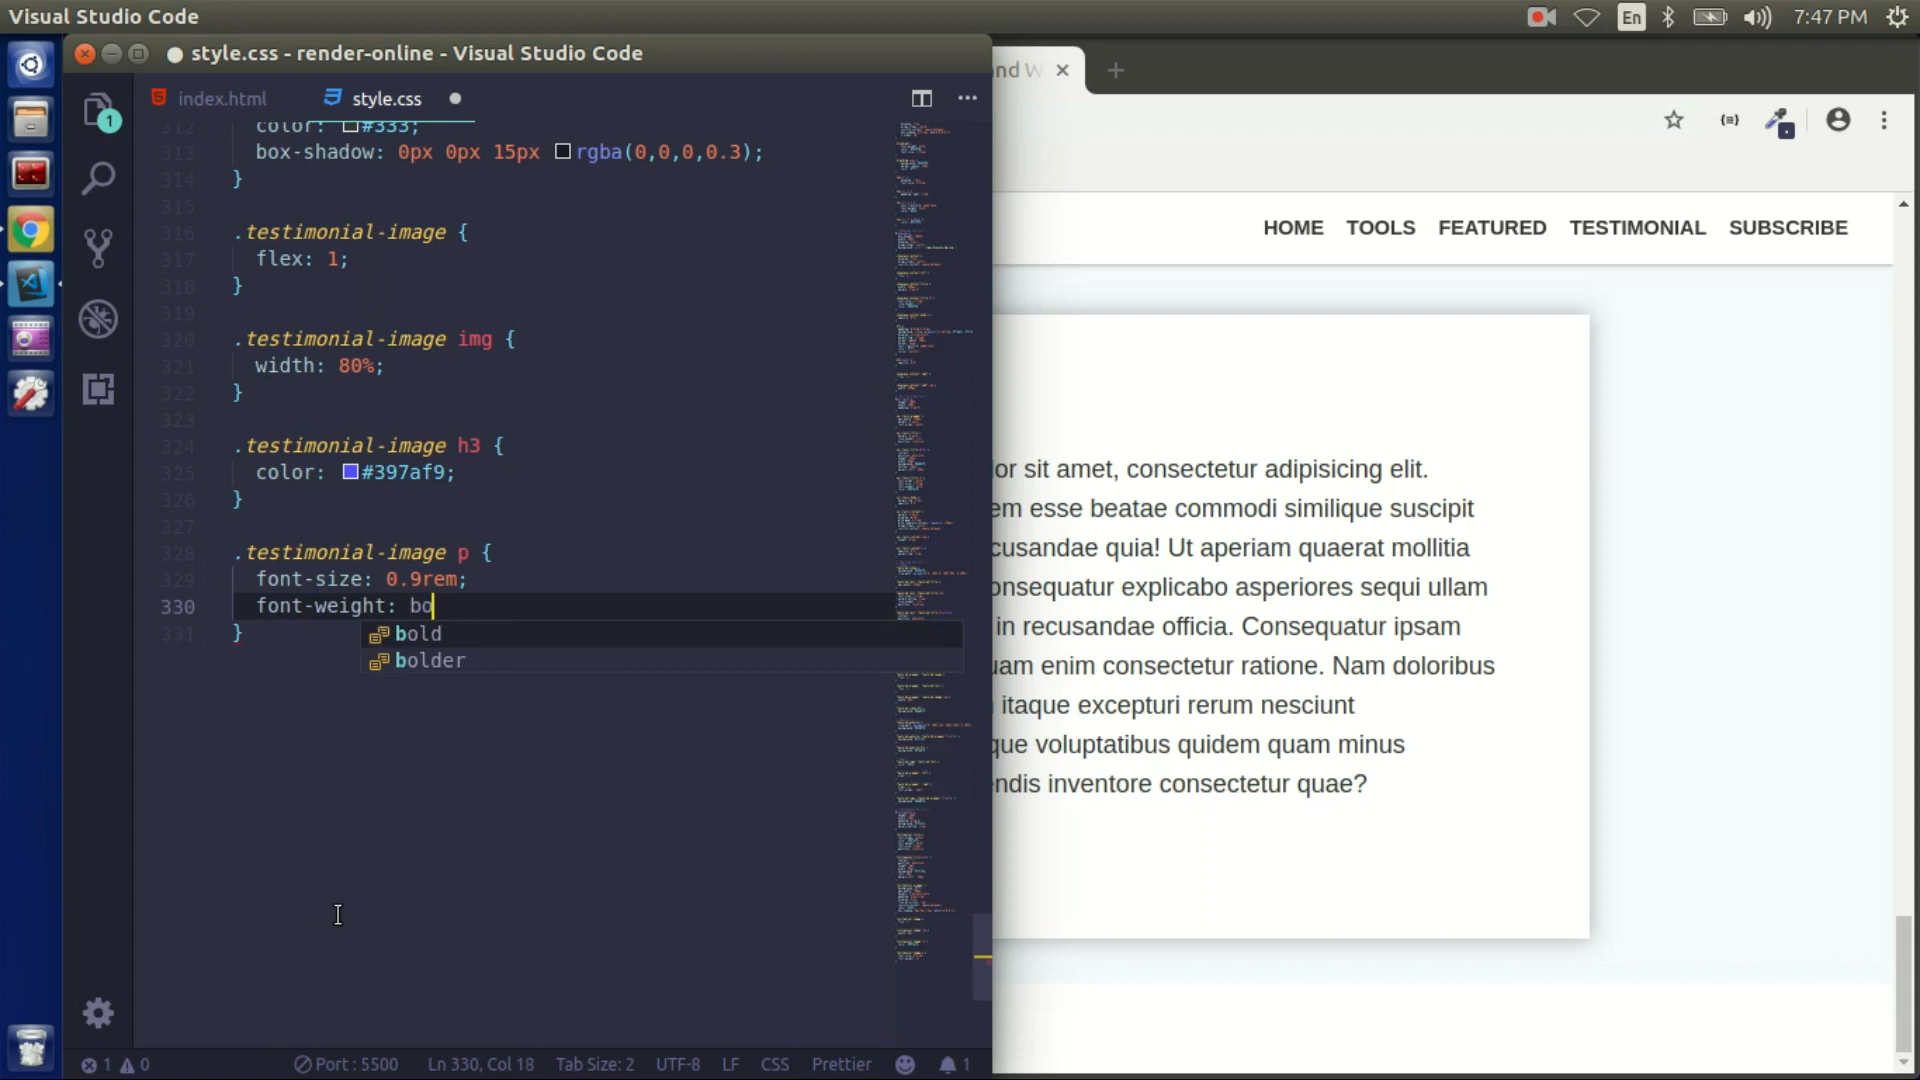 Visual Studio Code
En
7:47 PM
style.css - render-online - Visual Studio Code
index.html
style.css
1
312 color: #333;
313 box-shadow: 0px 0px 15px rgba(0,0,0,0.3);
314 }
315
316 .testimonial-image {
317 flex: 1;
318 }
319
320 .testimonial-image img {
321 width: 80%;
322 }
323
324 .testimonial-image h3 {
325 color: #397af9;
326 }
327
328 .testimonial-image p {
329 font-size: 0.9rem;
330 font-weight: bo
331 }
bold
bolder
1 0
Port : 5500
Ln 330, Col 18
Tab Size: 2
UTF-8
LF
CSS
Prettier
1
nd W
HOME TOOLS FEATURED TESTIMONIAL SUBSCRIBE
lor sit amet, consectetur adipisicing elit.
em esse beatae commodi similique suscipit
cusandae quia! Ut aperiam quaerat mollitia
onsequatur explicabo asperiores sequi ullam
in recusandae officia. Consequatur ipsam
uam enim consectetur ratione. Nam doloribus
itaque excepturi rerum nesciunt
que voluptatibus quidem quam minus
endis inventore consectetur quae?